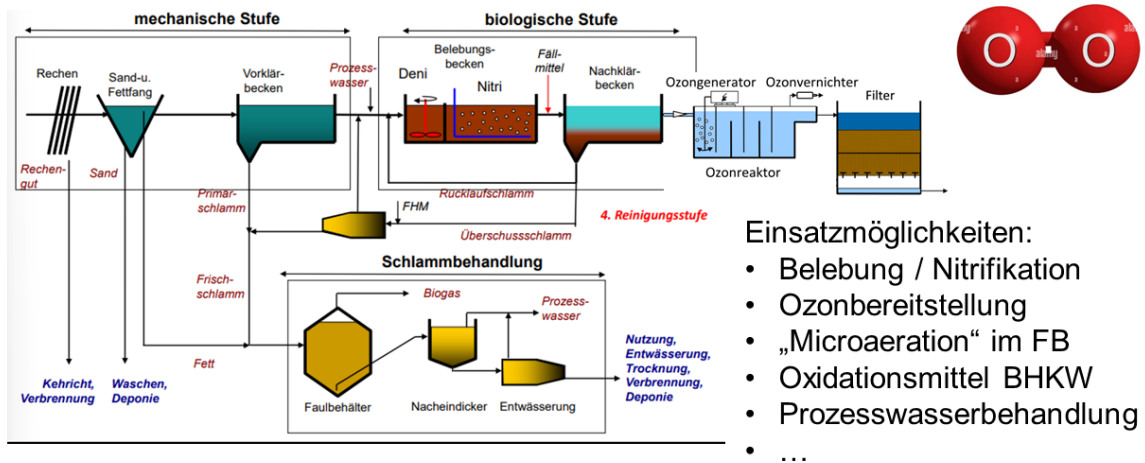 mechanische Stufe
biologische Stufe
Rechen
Sand-u.
Fettfang
Vorklär-
becken
Prozess-
wasser
Belebungs-
becken
Deni
Nitri
Fäll-
mittel
Nachklär-
becken
Ozongenerator
Ozonvernichter
Filter
Ozonreaktor
Rechen-
gut
Sand
Primär-
schlamm
FHM
Rücklaufschlamm
Überschussschlamm
4. Reinigungsstufe
Schlammbehandlung
Frisch-
schlamm
Biogas
Prozess-
wasser
Fett
Kehricht,
Verbrennung
Waschen,
Deponie
Faulbehälter
Nacheindicker
Entwässerung
Nutzung,
Entwässerung,
Trocknung,
Verbrennung,
Deponie
O
O
alamy
alamy
alamy
Einsatzmöglichkeiten:
• Belebung / Nitrifikation
• Ozonbereitstellung
• „Microaeration“ im FB
• Oxidationsmittel BHKW
• Prozesswasserbehandlung
• ...